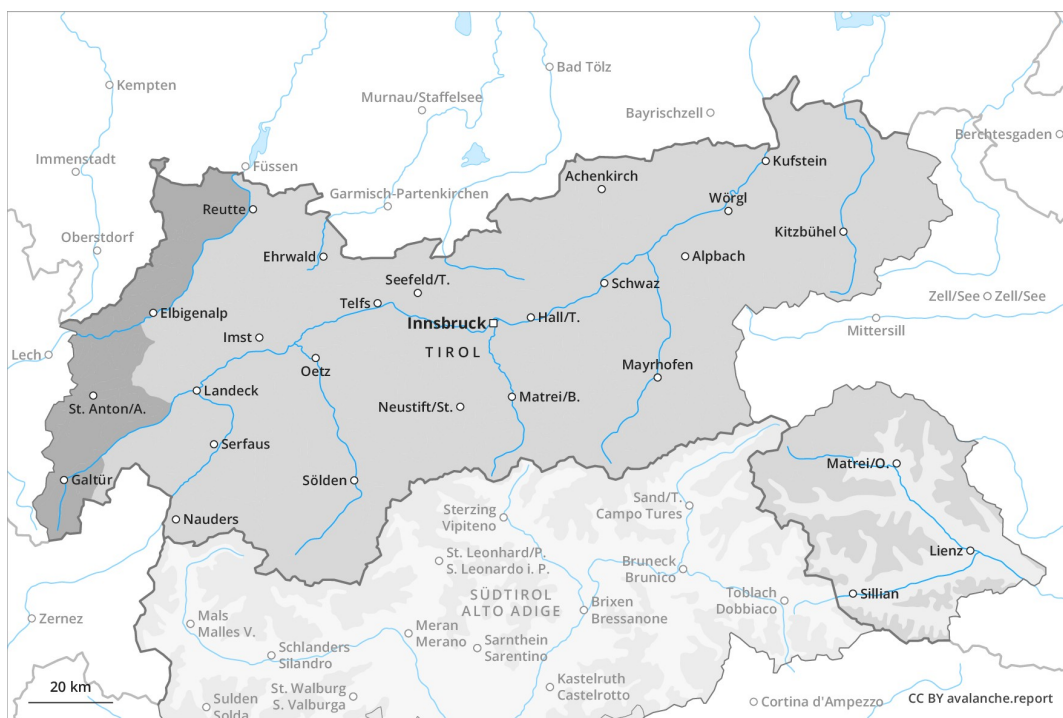 Kempten
Bad Tölz
Murnau/Staffelsee
Bayrischzell
Berchtesgaden
Immenstadt
Füssen
Kufstein
Garmisch-Partenkirchen
Achenkirch
Reutte
Wörgl
Oberstdorf
Kitzbühel
Ehrwald
Alpbach
Seefeld/T.
Schwaz
Zell/See
Zell/See
Telfs
Elbigenalp
Innsbruck
Hall/T.
Mittersill
Imst
TIROL
Lech
Oetz
Mayrhofen
Landeck
Matrei/B.
St. Anton/A.
Neustift/St.
Serfaus
Matrei/O.
Galtür
Sölden
Sand/T.
Campo Tures
Sterzing
Vipiteno
Nauders
Lienz
St. Leonhard/P.
S. Leonardo i. P.
Bruneck
Brunico
SÜDTIROL
ALTO ADIGE
Sillian
Toblach
Dobbiaco
Brixen
Bressanone
Zernez
Mals
Malles V.
Meran
Merano
Sarnthein
Sarentino
Schlanders
Silandro
Kastelruth
Castelrotto
20 km
St. Walburg
S. Valburga
Sulden
Solda
Cortina d'Ampezzo
CC BY avalanche.report